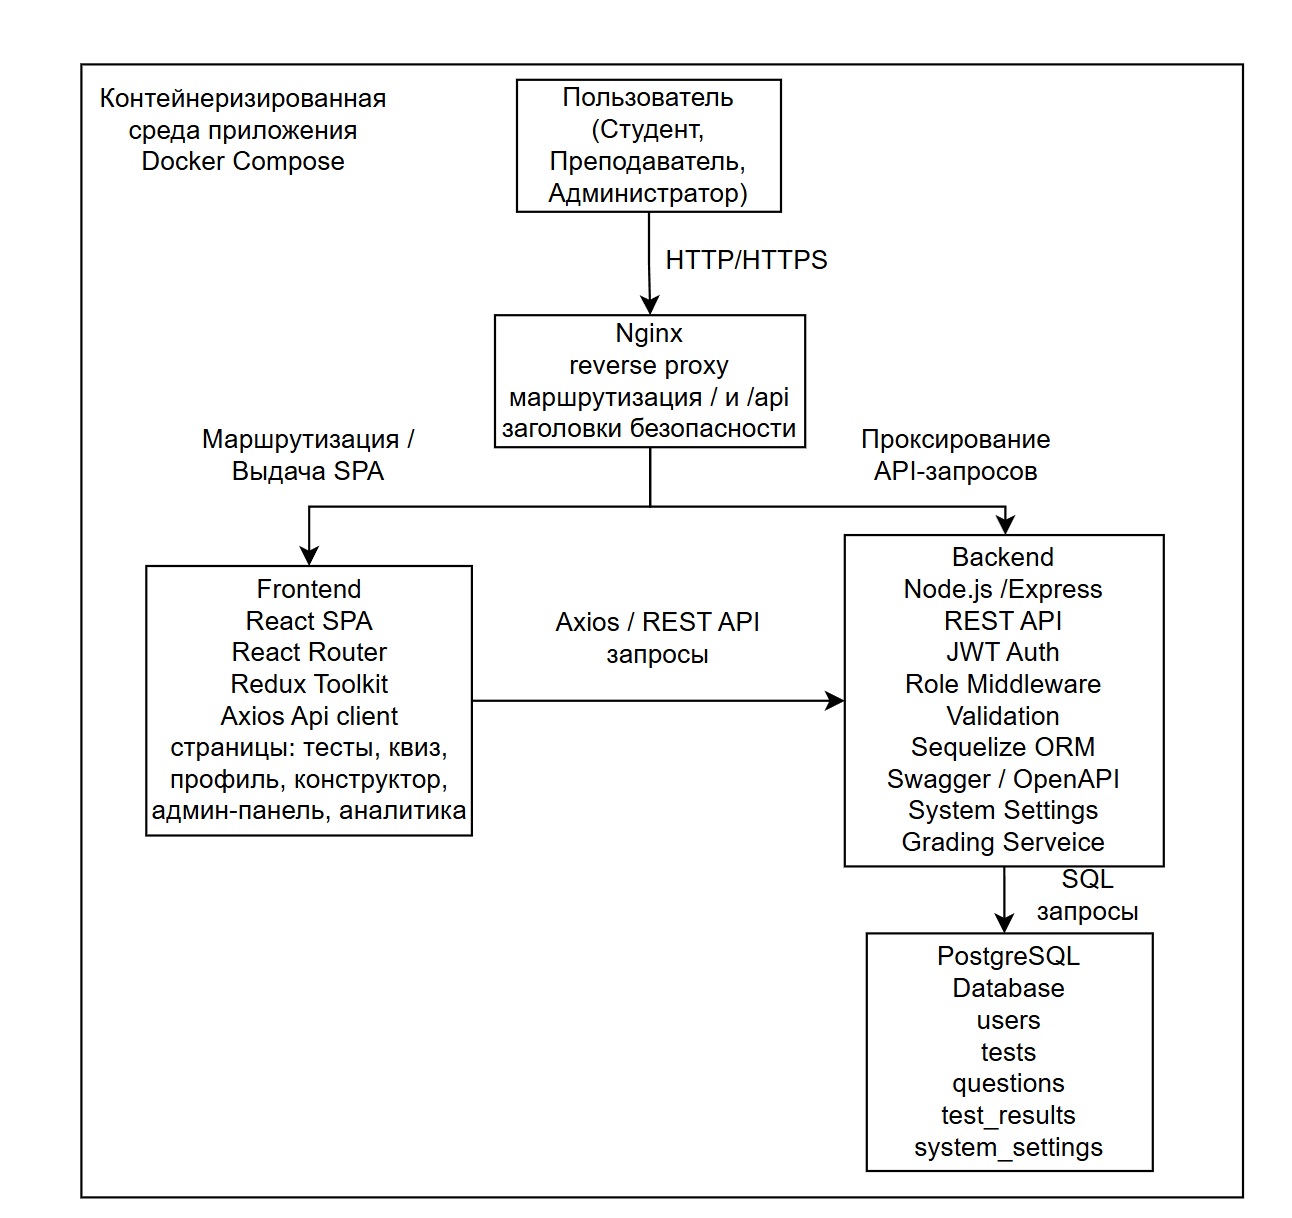 Контейнеризированная
среда приложения
Docker Compose
Пользователь
(Студент,
Преподаватель,
Администратор)
HTTP/HTTPS
Nginx
reverse proxy
маршрутизация / и /api
заголовки безопасности
Маршрутизация /
Выдача SPA
Проксирование
API-запросов
Frontend
React SPA
React Router
Redux Toolkit
Axios Api client
страницы: тесты, квиз,
профиль, конструктор,
админ-панель, аналитика
Axios / REST API
запросы
Backend
Node.js /Express
REST API
JWT Auth
Role Middleware
Validation
Sequelize ORM
Swagger / OpenAPI
System Settings
Grading Serveice
SQL
запросы
PostgreSQL
Database
users
tests
questions
test_results
system_settings